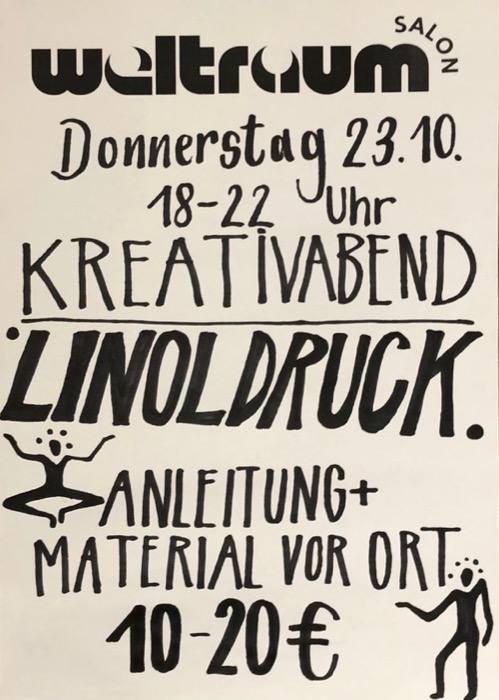 weltraum SALON
Donnerstag 23.10.
18-22 Uhr
KREATiVABEND
·LINOLDRUCK.
ANLEITUNG+
MATERIAL VOR ORT.
10-20€